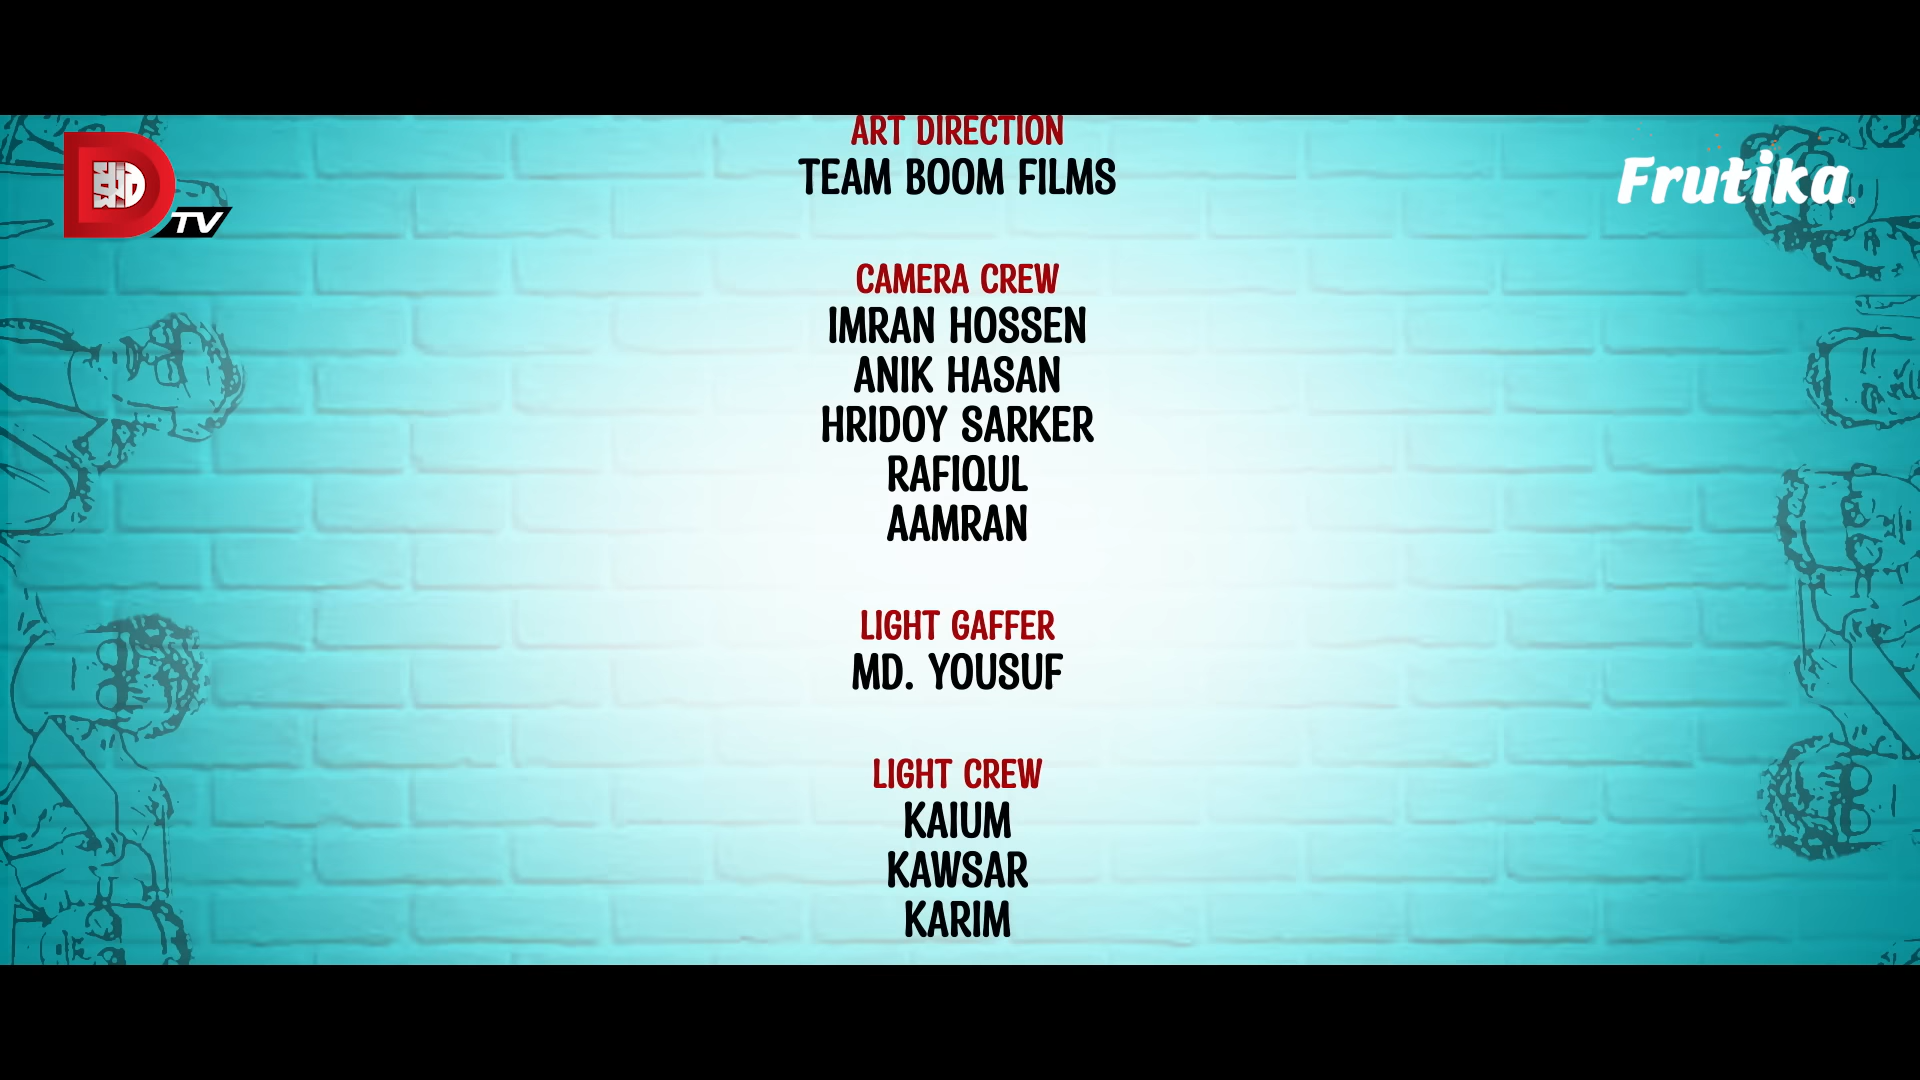 ART DIRECTION
TEAM BOOM FILMS
TV
Frutika®
CAMERA CREW
IMRAN HOSSEN
ANIK HASAN
HRIDOY SARKER
RAFIQUL
AAMRAN
LIGHT GAFFER
MD. YOUSUF
LIGHT CREW
KAIUM
KAWSAR
KARIM